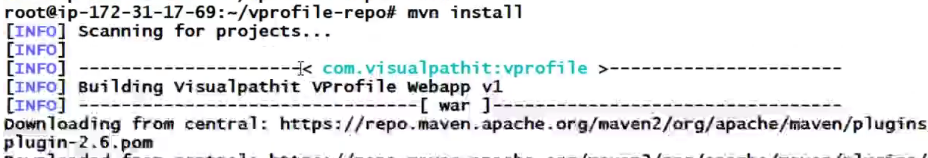 root@ip-172-31-17-69:~/vprofile-repo# mvn install
[INFO] Scanning for projects...
[INFO]
[INFO] ----------------------< com.visualpathit:vprofile >-----------------------
[INFO] Building Visualpathit VProfile Webapp v1
[INFO] --------------------------------[ war ]---------------------------------
Downloading from central: https://repo.maven.apache.org/maven2/org/apache/maven/plugins
plugin-2.6.pom